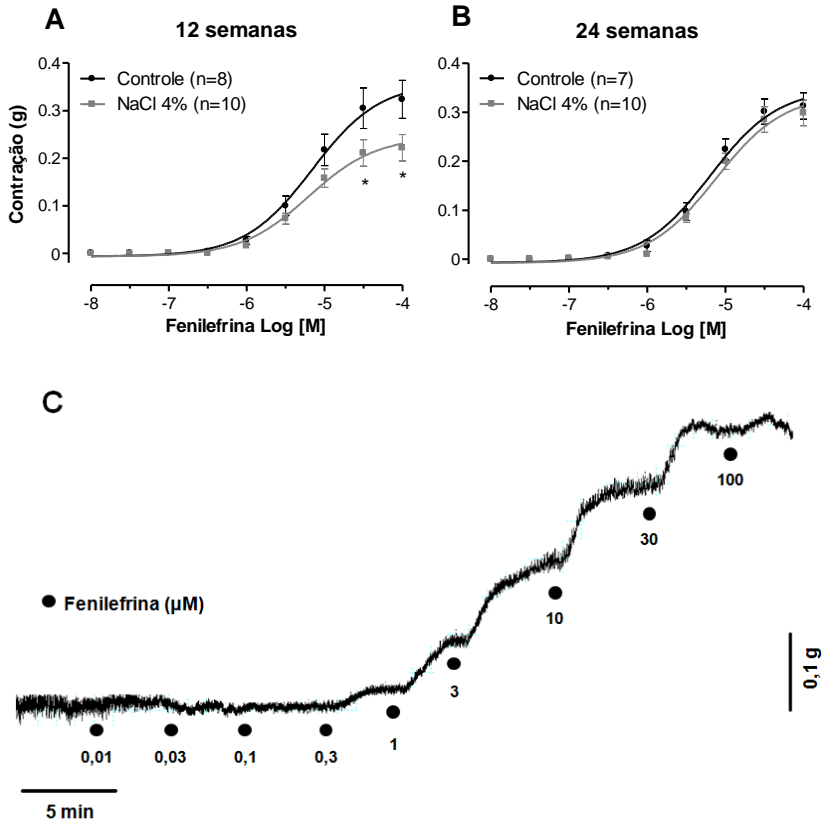 A
12 semanas
Controle (n=8)
NaCl 4% (n=10)
Contração (g)
0.4
0.3
0.2
0.1
0
*
*
-8
-7
-6
-5
-4
Fenilefrina Log [M]
B
24 semanas
Controle (n=7)
NaCl 4% (n=10)
0.4
0.3
0.2
0.1
0
-8
-7
-6
-5
-4
Fenilefrina Log [M]
C
Fenilefrina (µM)
0,01
0,03
0,1
0,3
1
3
10
30
100
0,1 g
5 min